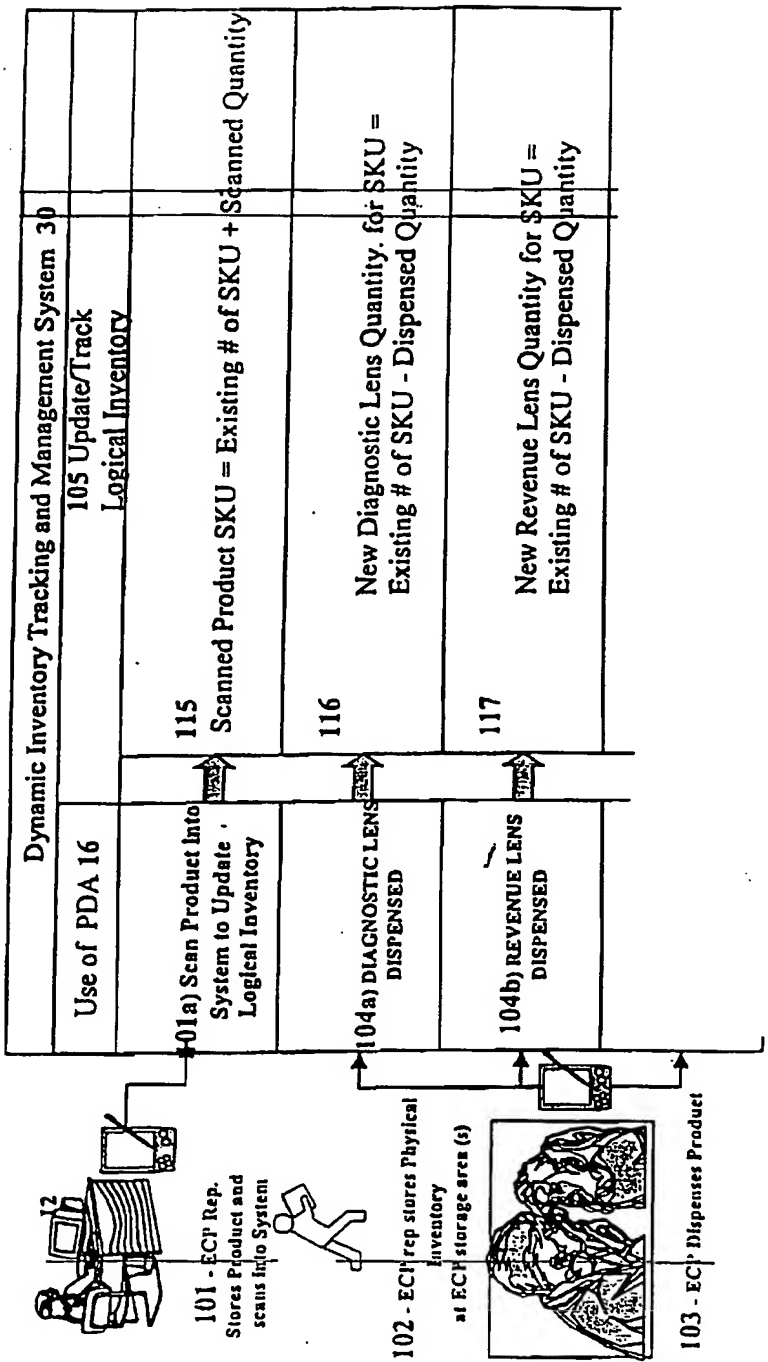 Dynamic Inventory Tracking and Management System 30
Use of PDA 16
105 Update/Track
Logical Inventory
12
101 - ECP Rep.
Stores Product and
scans into System
01a) Scan Product Into
System to Update
Logical Inventory
115
Scanned Product SKU = Existing # of SKU + Scanned Quantity
102 - ECP rep stores Physical
Inventory
at ECP storage area (s)
104a) DIAGNOSTIC LENS
DISPENSED
116
New Diagnostic Lens Quantity. for SKU =
Existing # of SKU - Dispensed Quantity
104b) REVENUE LENS
DISPENSED
117
New Revenue Lens Quantity for SKU =
Existing # of SKU - Dispensed Quantity
103 - ECP Dispenses Product